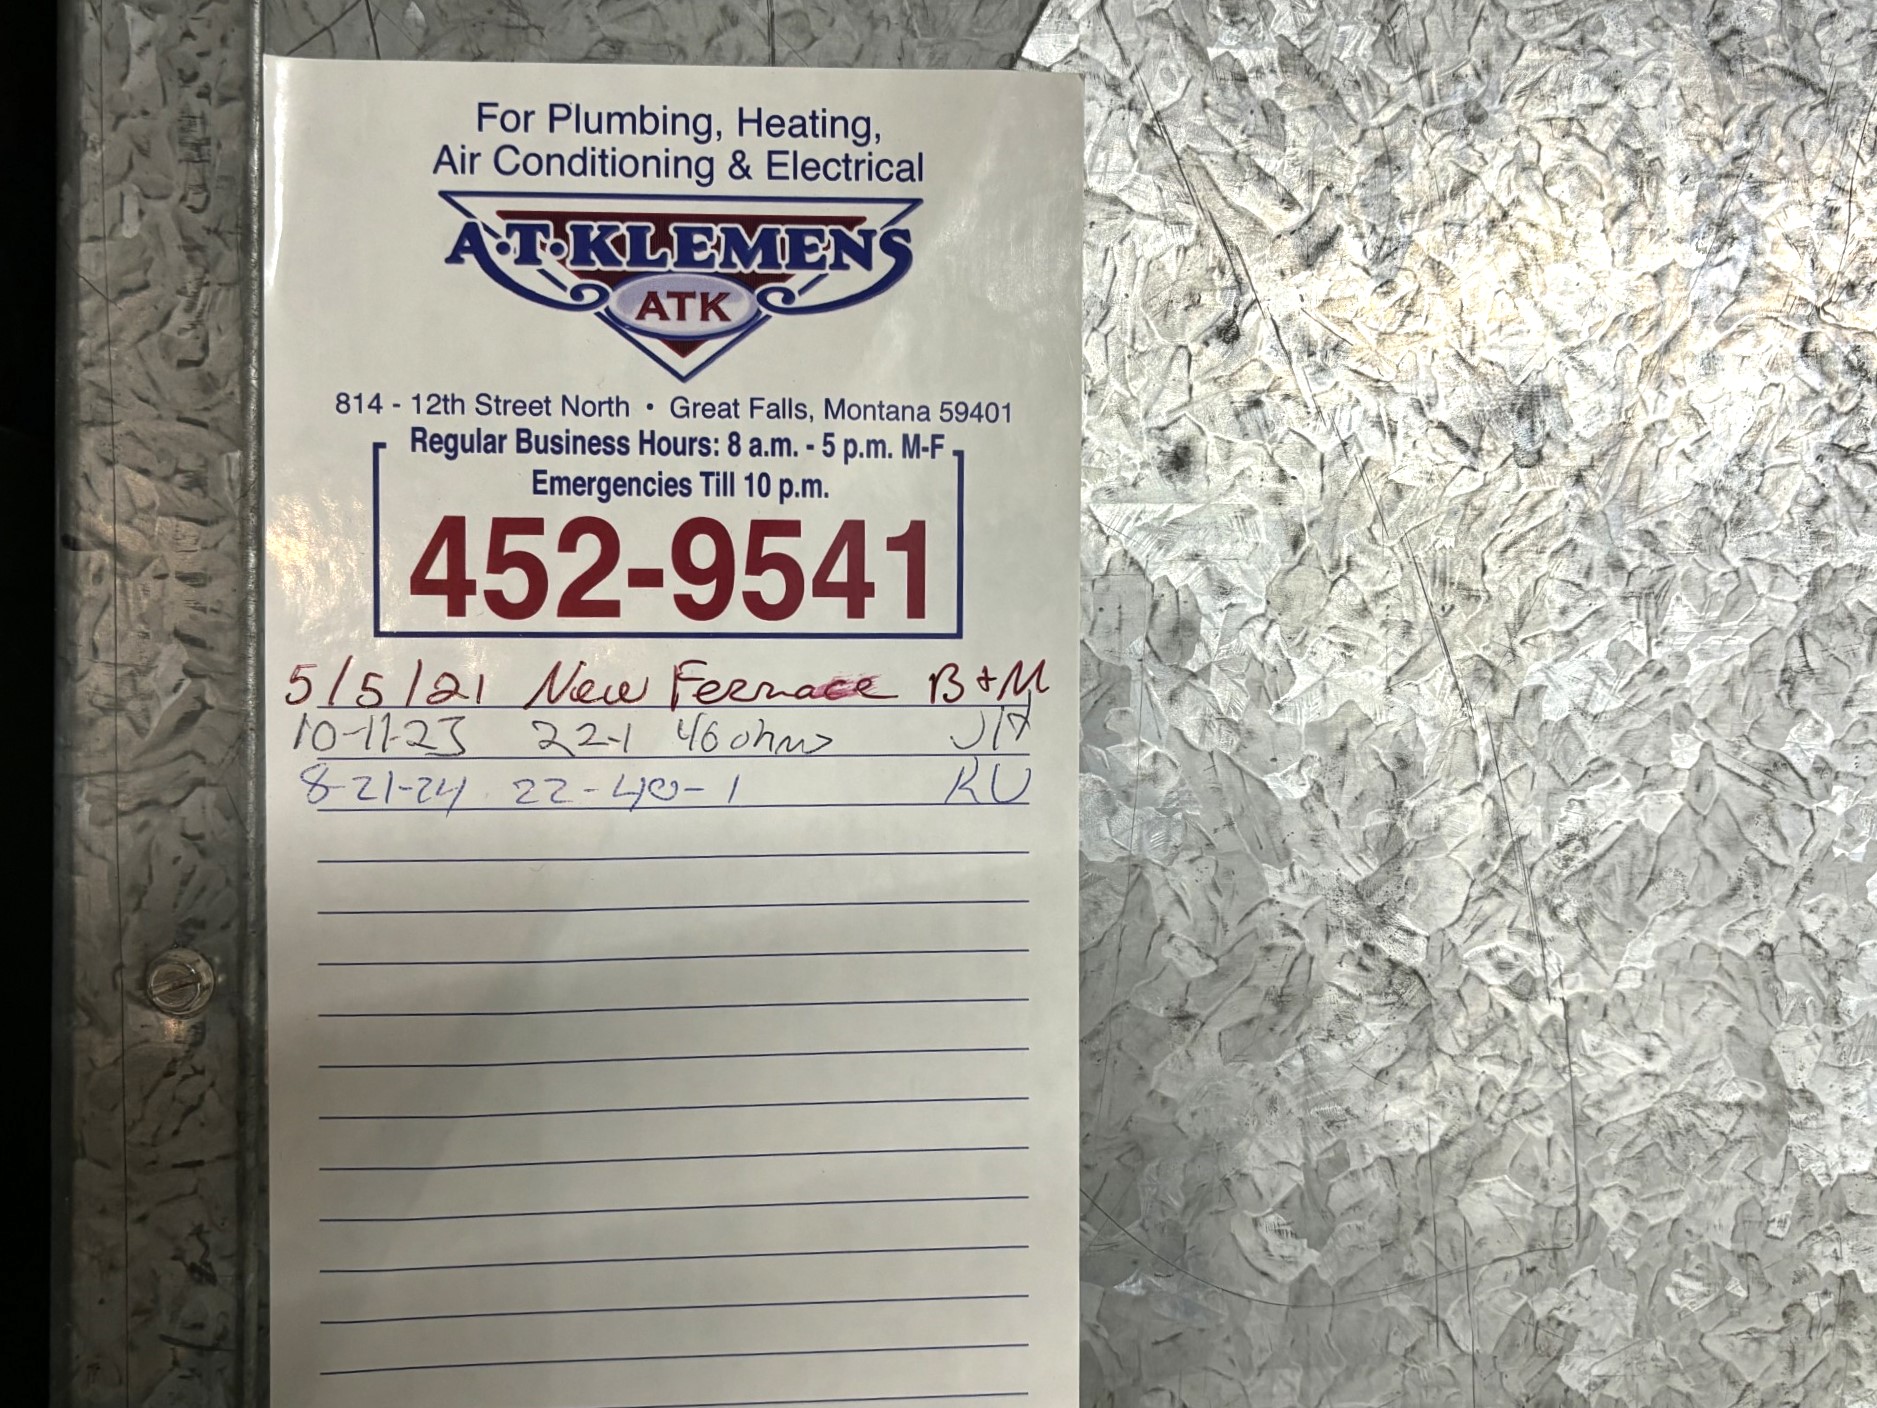 For Plumbing, Heating,
Air Conditioning & Electrical
A·T·KLEMENS
ATK
814 - 12th Street North • Great Falls, Montana 59401
Regular Business Hours: 8 a.m. - 5 p.m. M-F
Emergencies Till 10 p.m.
452-9541
5/5/21 New Fernace B+M
10-11-23 22-1 46 ohms
8-21-24 22-40-1 RU